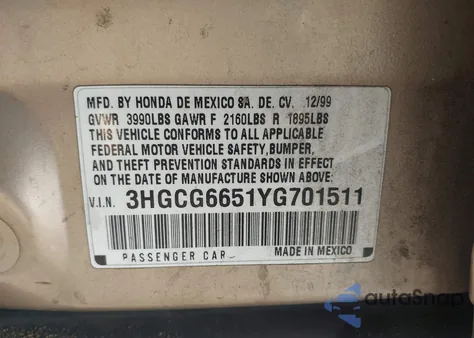 MFD. BY HONDA DE MEXICO SA. DE. CV. 12/99
GVWR 3990LBS GAWR F 2160LBS R 1895LBS
THIS VEHICLE CONFORMS TO ALL APPLICABLE
FEDERAL MOTOR VEHICLE SAFETY, BUMPER,
AND THEFT PREVENTION STANDARDS IN EFFECT
ON THE DATE OF MANUFACTURE SHOWN ABOVE:
V.I.N. 3HGCG6651YG701511
PASSENGER CAR MADE IN MEXICO
autoSnap